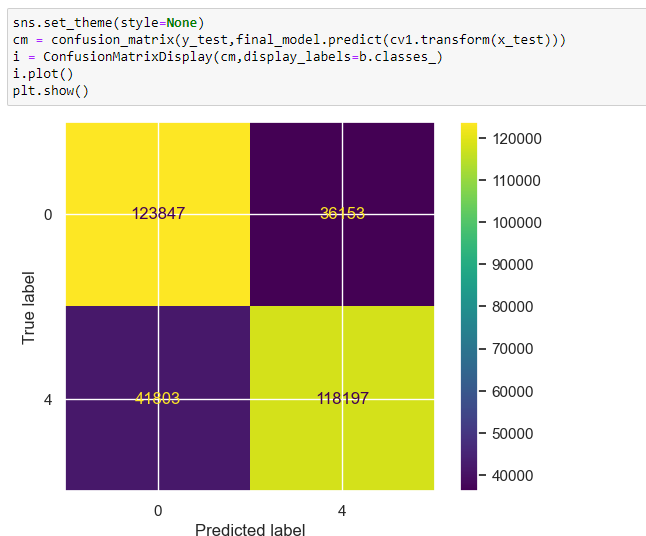 sns.set_theme(style=None)
cm = confusion_matrix(y_test,final_model.predict(cv1.transform(x_test)))
i = ConfusionMatrixDisplay(cm,display_labels=b.classes_)
i.plot()
plt.show()
120000
110000
100000
90000
80000
70000
60000
50000
40000
True label
0
123847
36153
4
41803
118197
0
4
Predicted label